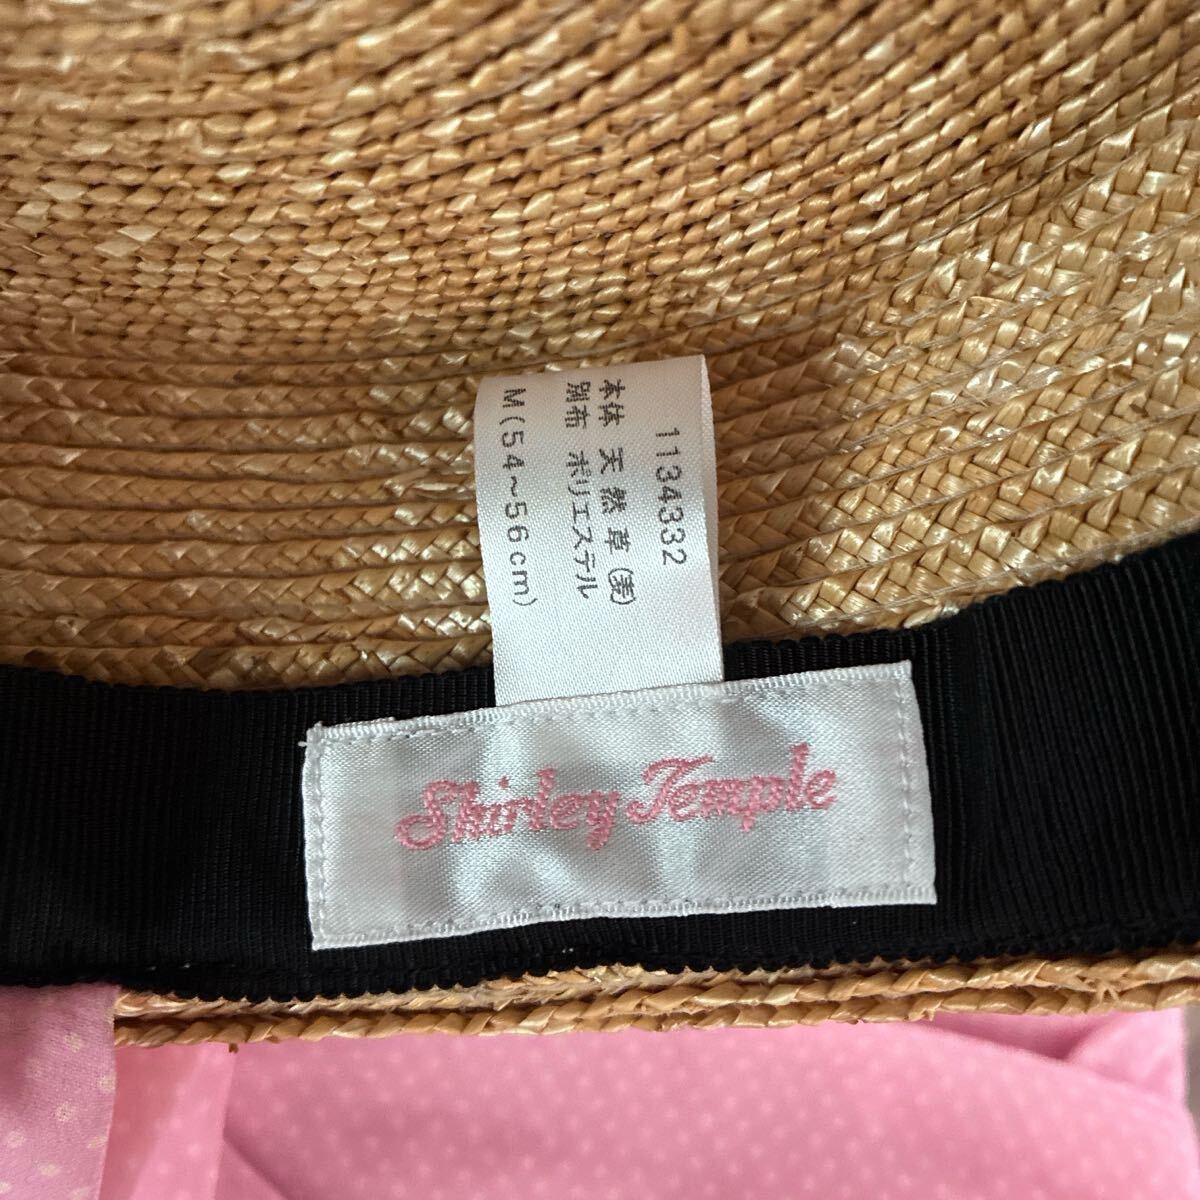 1134332
本体 天然草(麦)
別布 ポリエステル
M(54~56cm)
Shirley Temple